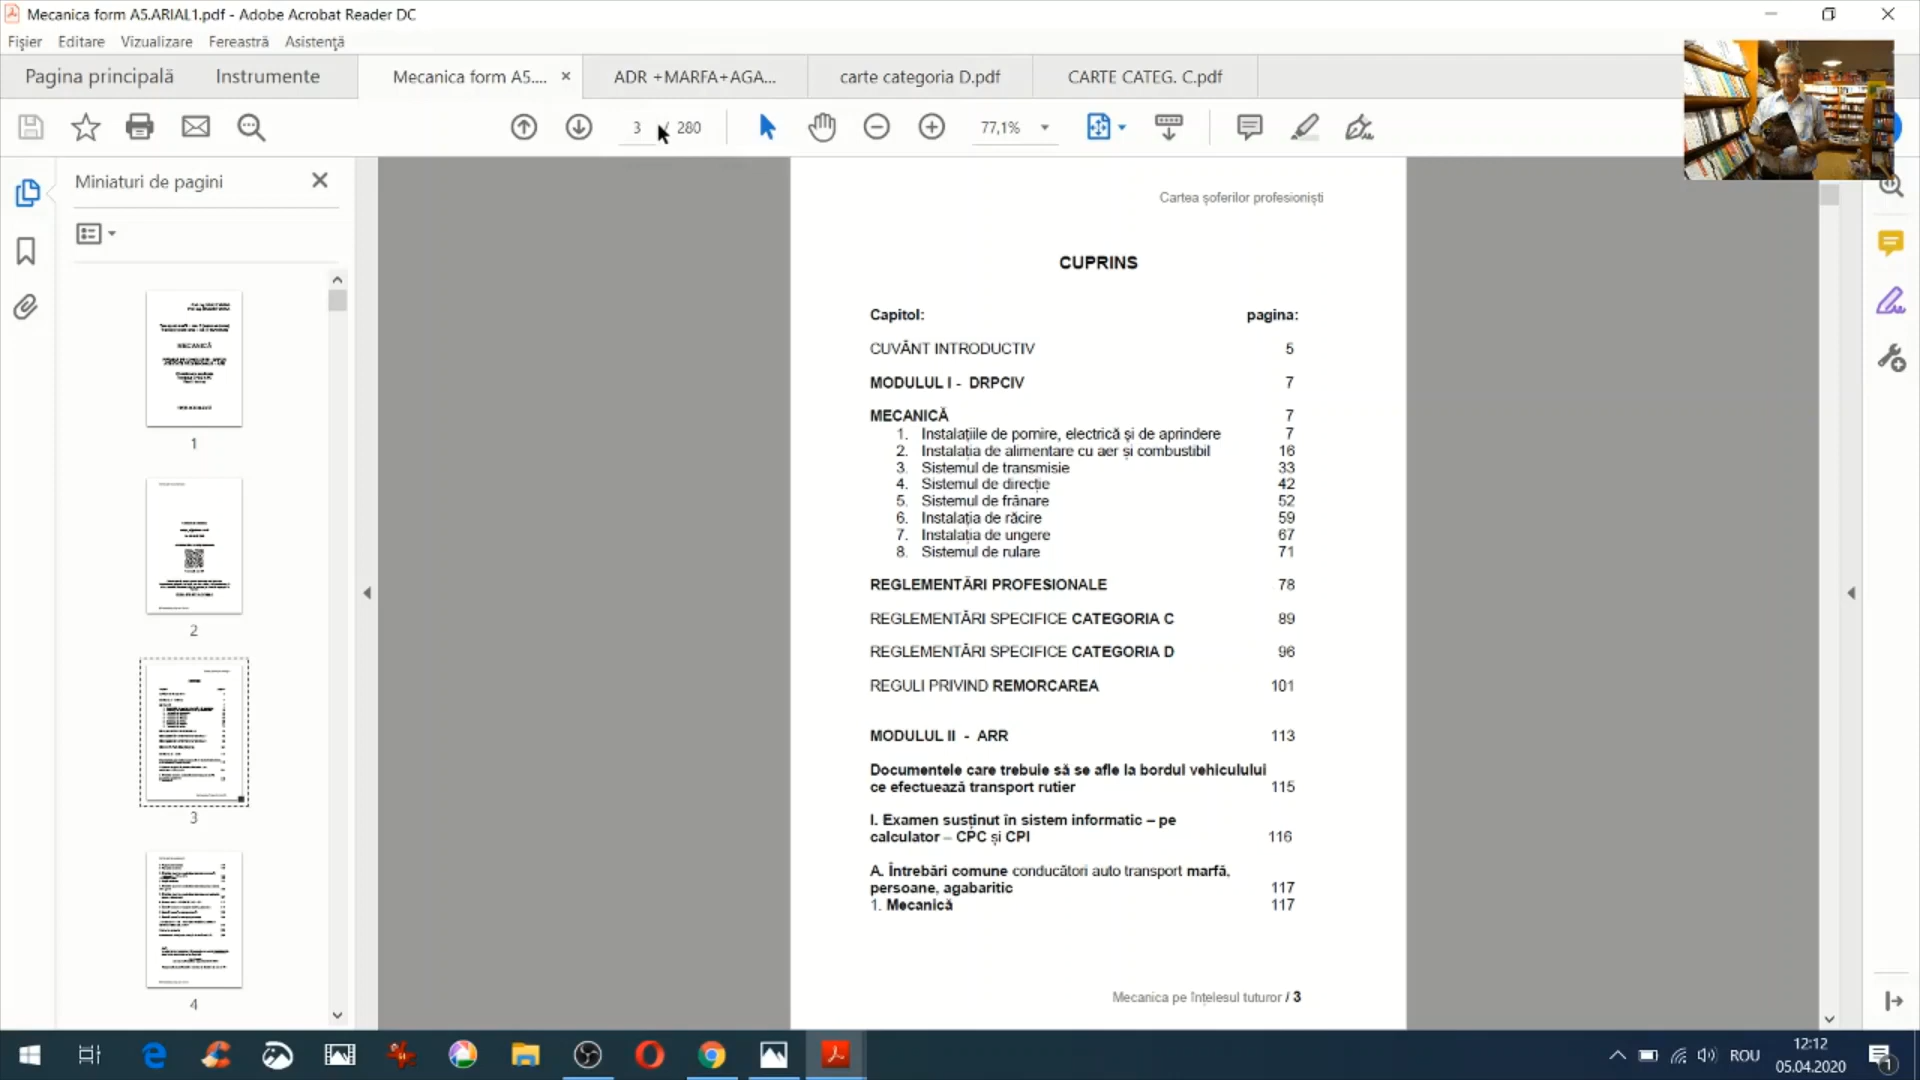 Mecanica form A5.ARIAL1.pdf - Adobe Acrobat Reader DC
Fișier Editare Vizualizare Fereastră Asistență
Pagina principală Instrumente Mecanica form A5.... × ADR +MARFA+AGA... carte categoria D.pdf CARTE CATEG. C.pdf
3 / 280 77,1%
Miniaturi de pagini
1
2
3
4
Cartea șoferilor profesioniști
CUPRINS
Capitol: pagina:
CUVÂNT INTRODUCTIV 5
MODULUL I - DRPCIV 7
MECANICĂ 7
1. Instalațiile de pornire, electrică și de aprindere 7
2. Instalația de alimentare cu aer și combustibil 16
3. Sistemul de transmisie 33
4. Sistemul de direcție 42
5. Sistemul de frânare 52
6. Instalația de răcire 59
7. Instalația de ungere 67
8. Sistemul de rulare 71
REGLEMENTĂRI PROFESIONALE 78
REGLEMENTĂRI SPECIFICE CATEGORIA C 89
REGLEMENTĂRI SPECIFICE CATEGORIA D 96
REGULI PRIVIND REMORCAREA 101
MODULUL II - ARR 113
Documentele care trebuie să se afle la bordul vehiculului
ce efectuează transport rutier 115
I. Examen susținut în sistem informatic – pe
calculator – CPC și CPI 116
A. Întrebări comune conducători auto transport marfă,
persoane, agabaritic 117
1. Mecanică 117
Mecanica pe înțelesul tuturor / 3
ROU
12:12
05.04.2020
1